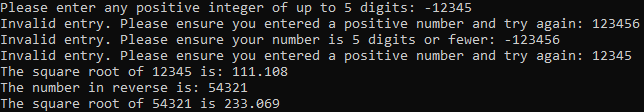 Please enter any positive integer of up to 5 digits: -12345
Invalid entry. Please ensure you entered a positive number and try again: 123456
Invalid entry. Please ensure your number is 5 digits or fewer: -123456
Invalid entry. Please ensure you entered a positive number and try again: 12345
The square root of 12345 is: 111.108
The number in reverse is: 54321
The square root of 54321 is 233.069